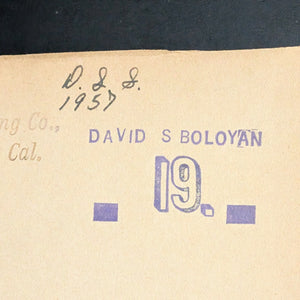 D. S. S.
1957
ng Co.,
Cal.
DAVID S BOLOYAN
19.